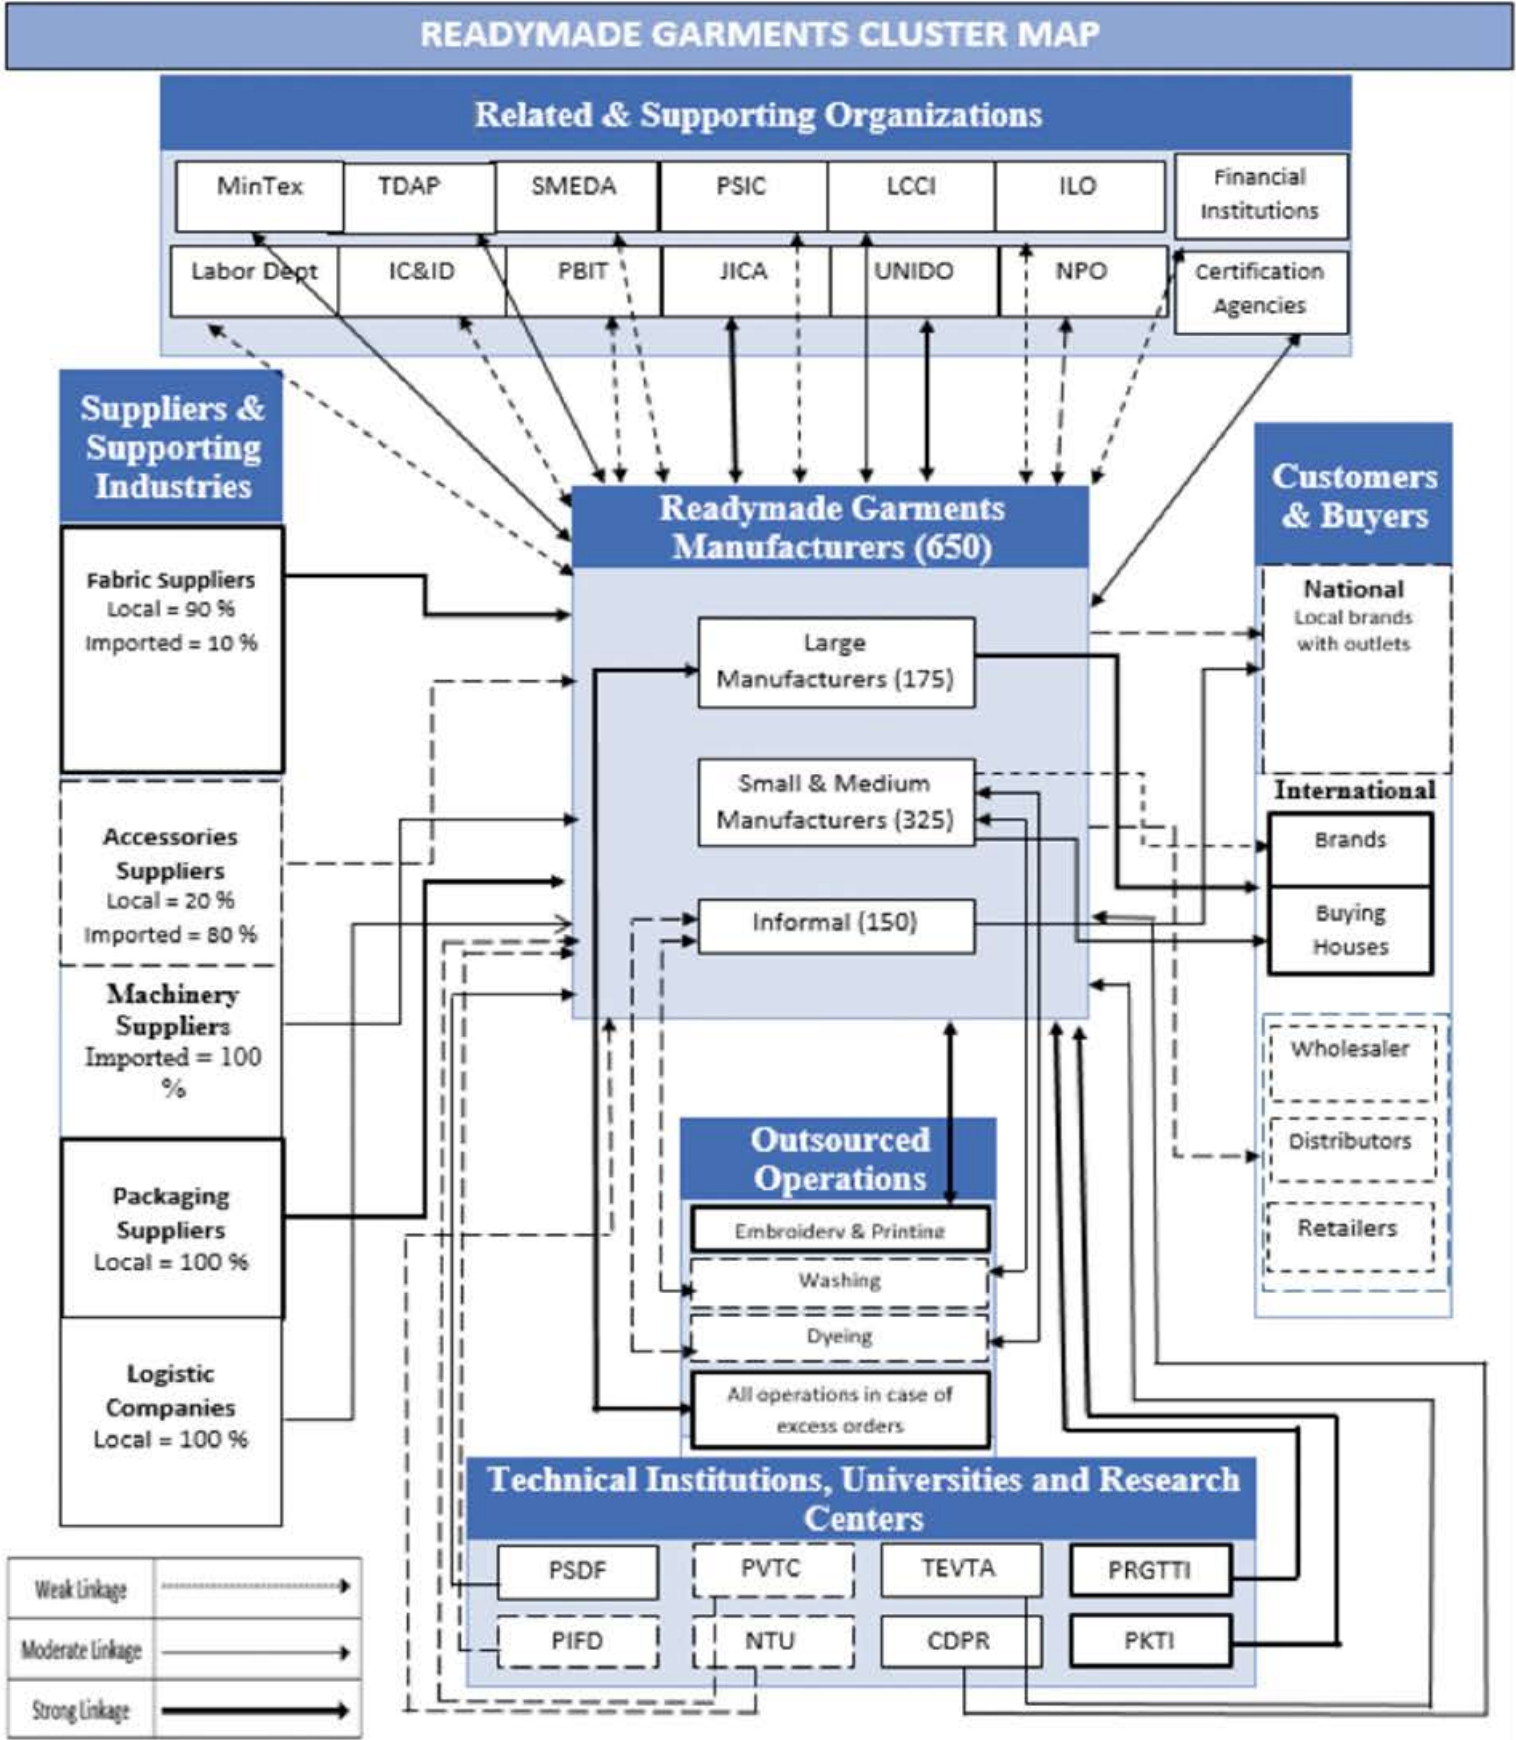 READYMADE GARMENTS CLUSTER MAP
Related & Supporting Organizations
MinTex
TDAP
SMEDA
PSIC
LCCI
ILO
Financial
Institutions
Labor Dept
IC&ID
PBIT
JICA
UNIDO
NPO
Certification
Agencies
Suppliers &
Supporting
Industries
Fabric Suppliers
Local = 90 %
Imported = 10 %
Accessories
Suppliers
Local = 20 %
Imported = 80 %
Machinery
Suppliers
Imported = 100
%
Packaging
Suppliers
Local = 100 %
Logistic
Companies
Local = 100 %
Readymade Garments
Manufacturers (650)
Large
Manufacturers (175)
Small & Medium
Manufacturers (325)
Informal (150)
Customers
& Buyers
National
Local brands
with outlets
International
Brands
Buying
Houses
Wholesaler
Distributors
Retailers
Outsourced
Operations
Embroidery & Printing
Washing
Dyeing
All operations in case of
excess orders
Technical Institutions, Universities and Research
Centers
PSDF
PVTC
TEVTA
PRGTTI
PIFD
NTU
CDPR
PKTI
Weak Linkage
Moderate Linkage
Strong Linkage